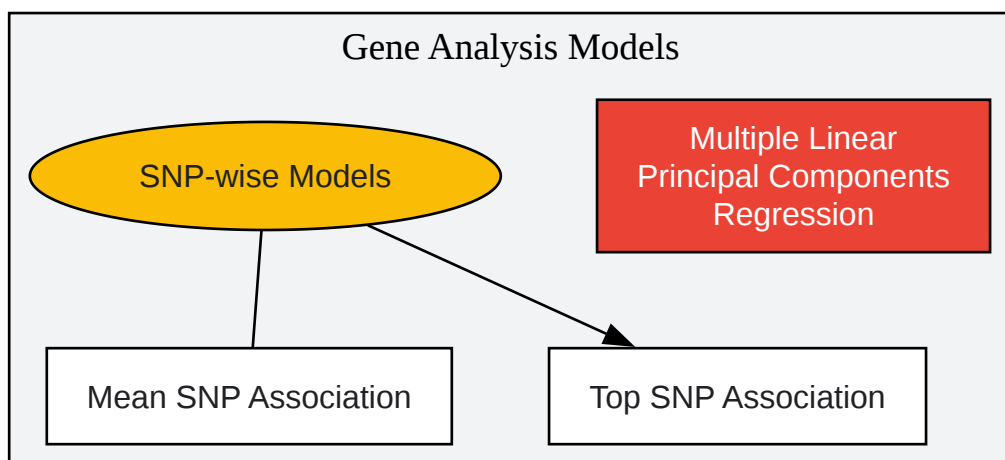 Gene Analysis Models
SNP-wise Models
Multiple Linear
Principal Components
Regression
Mean SNP Association
Top SNP Association